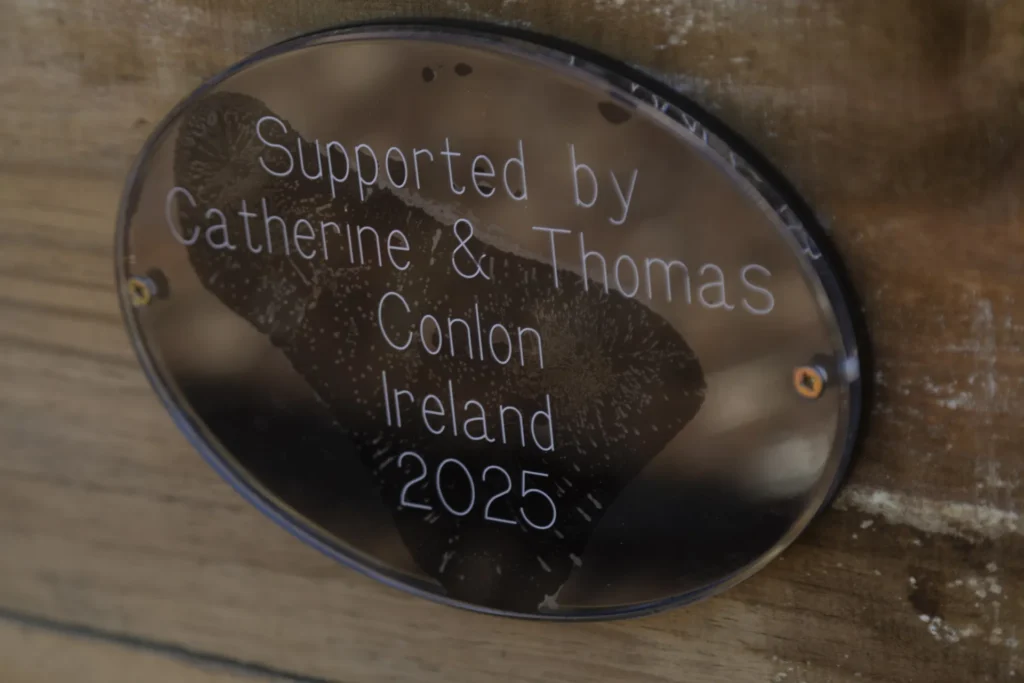 Supported by
Catherine & Thomas
Conlon
Ireland
2025